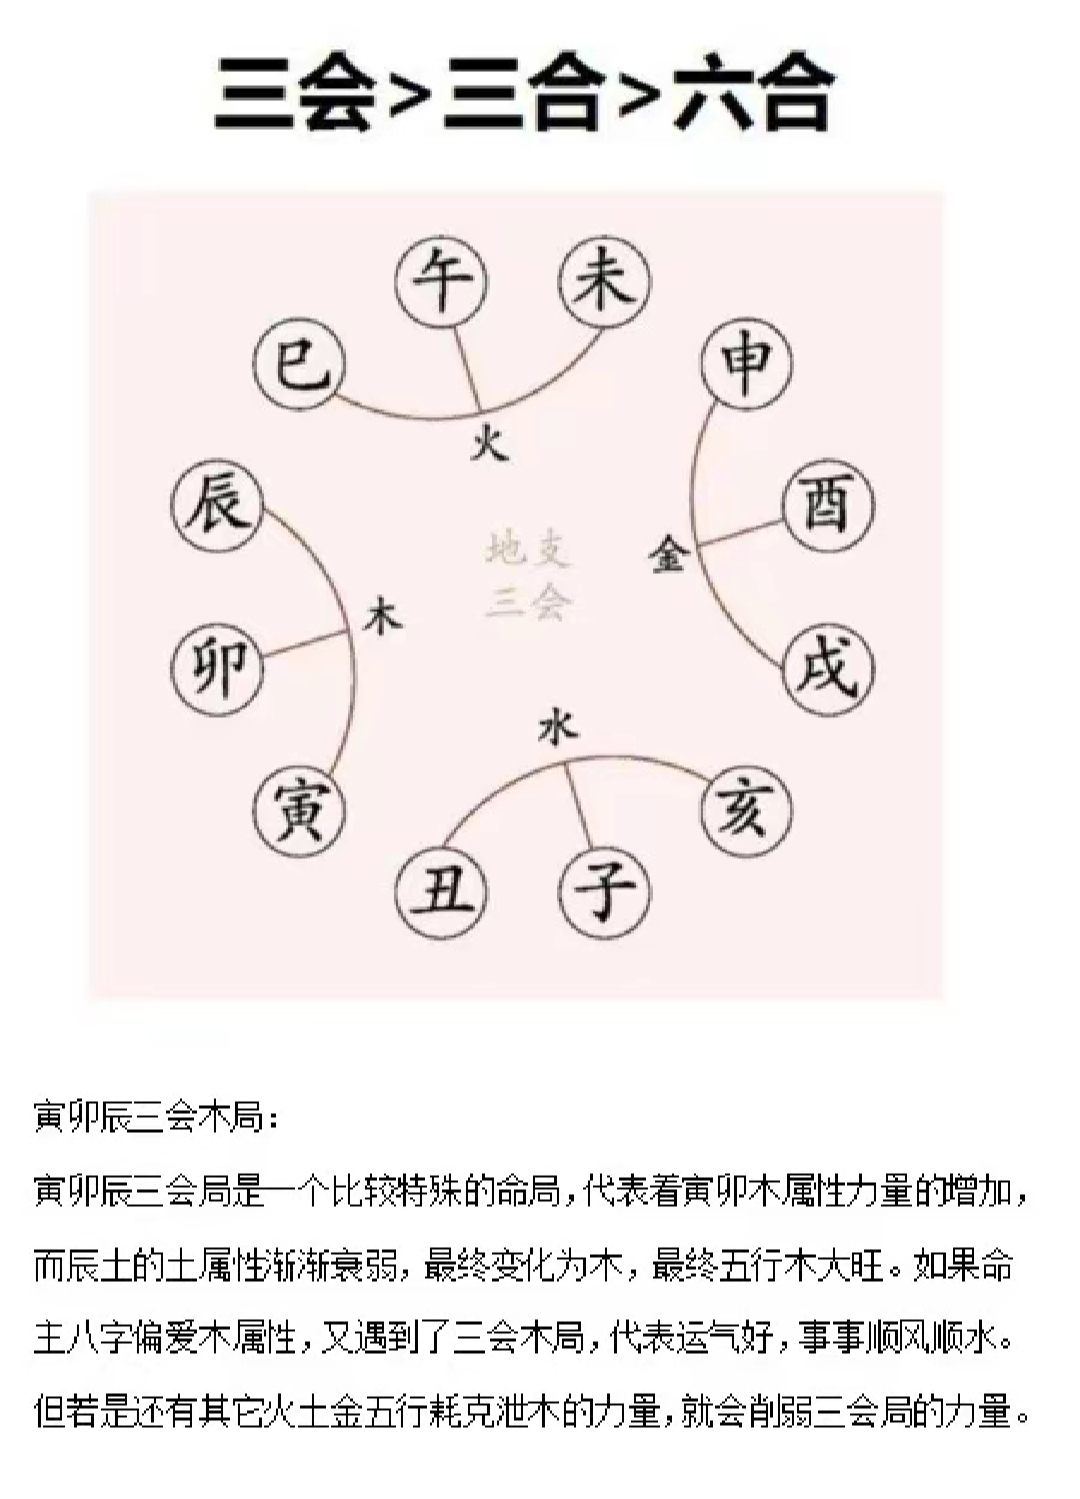 三会>三合>六合
午
未
巳
申
火
辰
酉
地支
金
三会
木
卯
戌
水
寅
亥
丑
子
寅卯辰三会木局：
寅卯辰三会局是一个比较特殊的命局，代表着寅卯木属性力量的增加，
而辰土的土属性渐渐衰弱，最终变化为木，最终五行木大旺。如果命
主八字偏爱木属性，又遇到了三会木局，代表运气好，事事顺风顺水。
但若是还有其它火土金五行耗克泄木的力量，就会削弱三会局的力量。